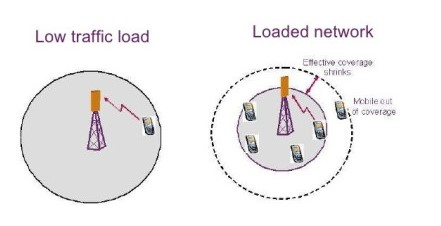 Low traffic load
Loaded network
Effective coverage
shrinks
Mobile out
of coverage